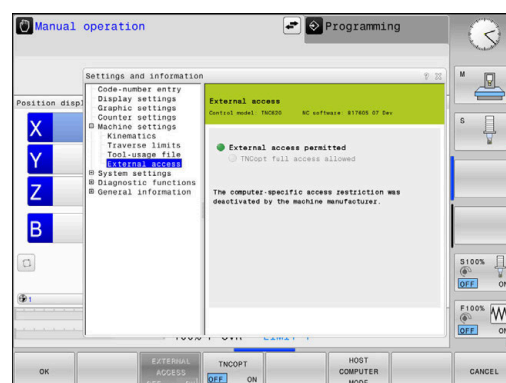 Manual operation
Programming
Settings and information
Position displ
Code-number entry
Display settings
Graphic settings
Counter settings
Machine settings
Kinematics
Traverse limits
Tool-usage file
External access
System settings
Diagnostic functions
General information
External access
Control model: TNC620 NC software: 817605 07 Dev
External access permitted
TNCopt full access allowed
The computer-specific access restriction was
deactivated by the machine manufacturer.
X
Y
Z
B
1
M
S
S100%
OFF ON
F100%
OFF ON
OK
EXTERNAL
ACCESS
TNCOPT
OFF ON
HOST
COMPUTER
MODE
CANCEL